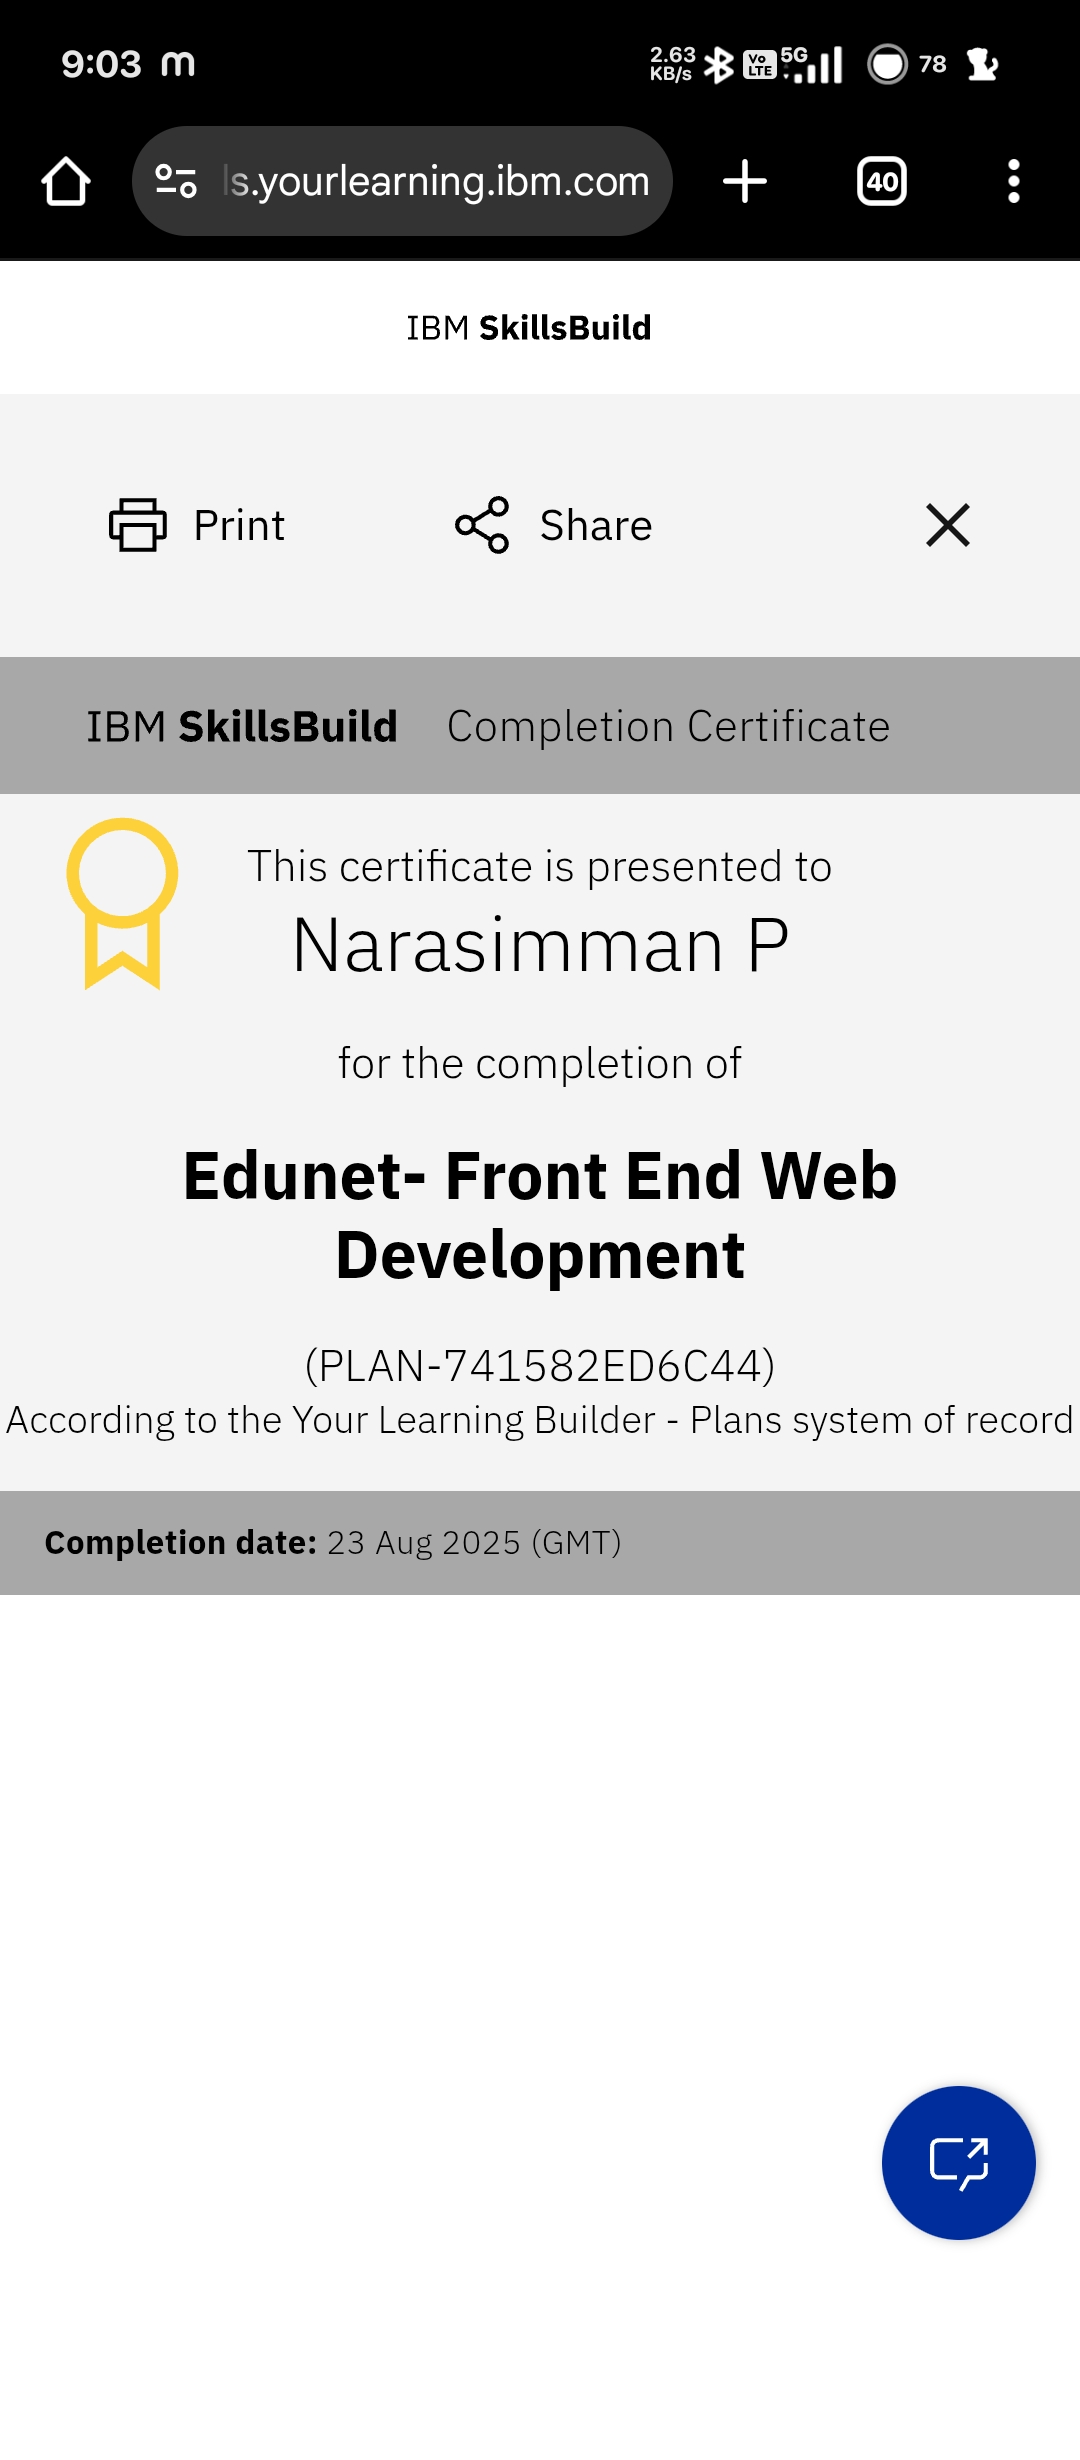 9:03 m 2.63 KB/s Vo LTE 5G 78
ls.yourlearning.ibm.com 40
IBM SkillsBuild
Print Share
IBM SkillsBuild Completion Certificate
This certificate is presented to
Narasimman P
for the completion of
Edunet- Front End Web
Development
(PLAN-741582ED6C44)
According to the Your Learning Builder - Plans system of record
Completion date: 23 Aug 2025 (GMT)